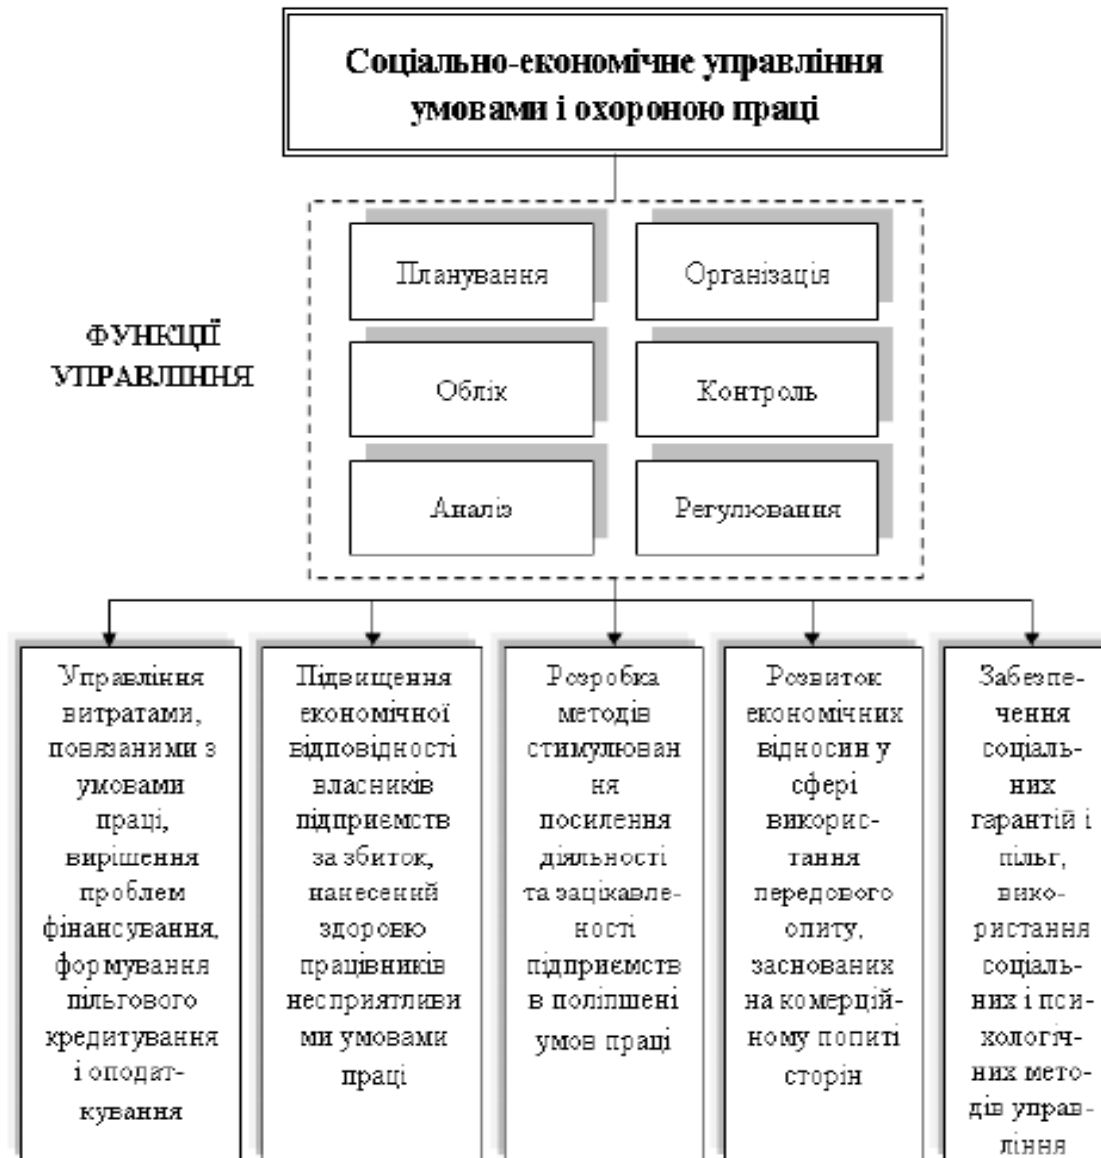 Соціально-економічне управління
умовами і охороною праці
ФУНКЦІЇ
УПРАВЛІННЯ
Планування
Організація
Облік
Контроль
Аналіз
Регулювання
Управління
витратами,
повязаними з
умовами
праці,
вирішення
проблем
фінансування,
формування
пільгового
кредитування
і оподат-
кування
Підвищення
економічної
відповідності
власників
підприємств
за збиток,
нанесений
здоровю
працівників
несприятливи
ми умовами
праці
Розробка
методів
стимулюван
ня
посилення
діяльності
та зацікавле-
ності
підприємств
в поліпшені
умов праці
Розвиток
економічних
відносин у
сфері
викорис-
тання
передового
опиту,
заснованих
на комерцій-
ному попиті
сторін
Забезпе-
чення
соціаль-
них
гарантій і
пільг,
вико-
ристання
соціаль-
них і пси-
хологіч-
них мето-
дів управ-
ління